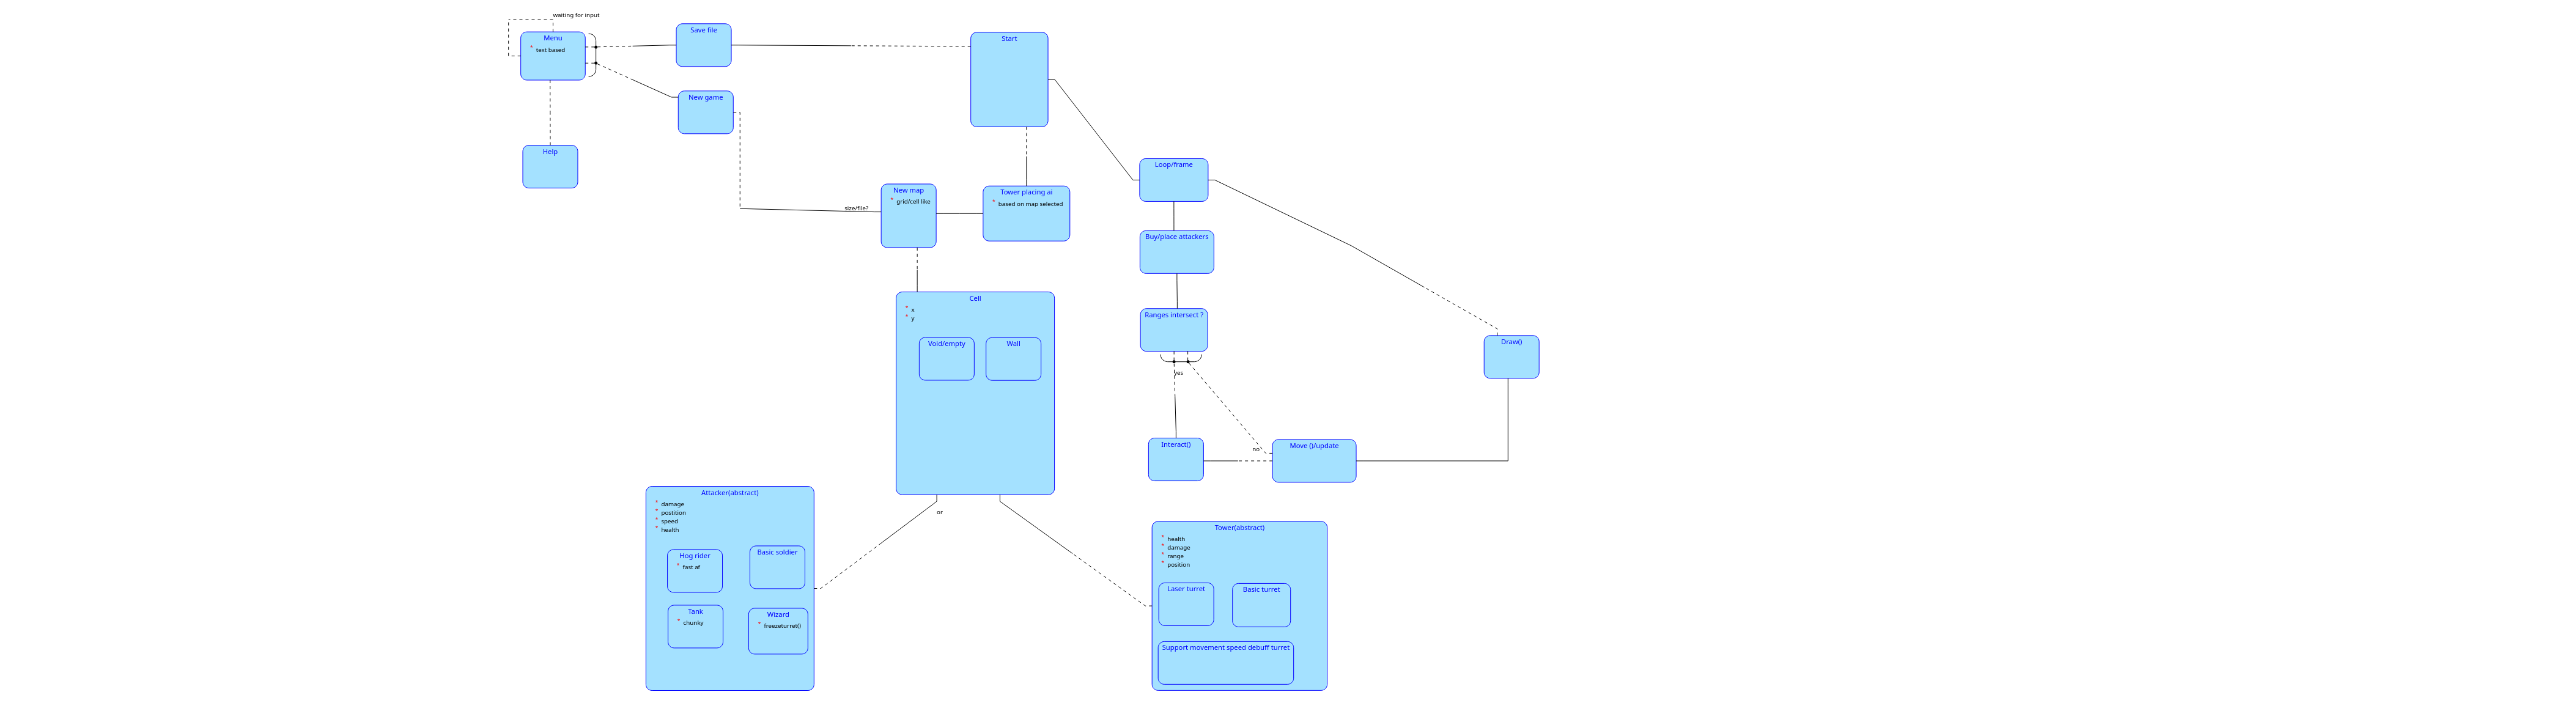 waiting for input
Menu
* text based
Save file
Start
New game
Help
Loop/frame
New map
* grid/cell like
size/file?
Tower placing ai
* based on map selected
Buy/place attackers
Cell
* x
* y
Void/empty
Wall
Ranges intersect ?
yes
Draw()
Interact()
no
Move ()/update
or
Attacker(abstract)
* damage
* postition
* speed
* health
Hog rider
* fast af
Basic soldier
Tank
* chunky
Wizard
* freezeturret()
Tower(abstract)
* health
* damage
* range
* position
Laser turret
Basic turret
Support movement speed debuff turret